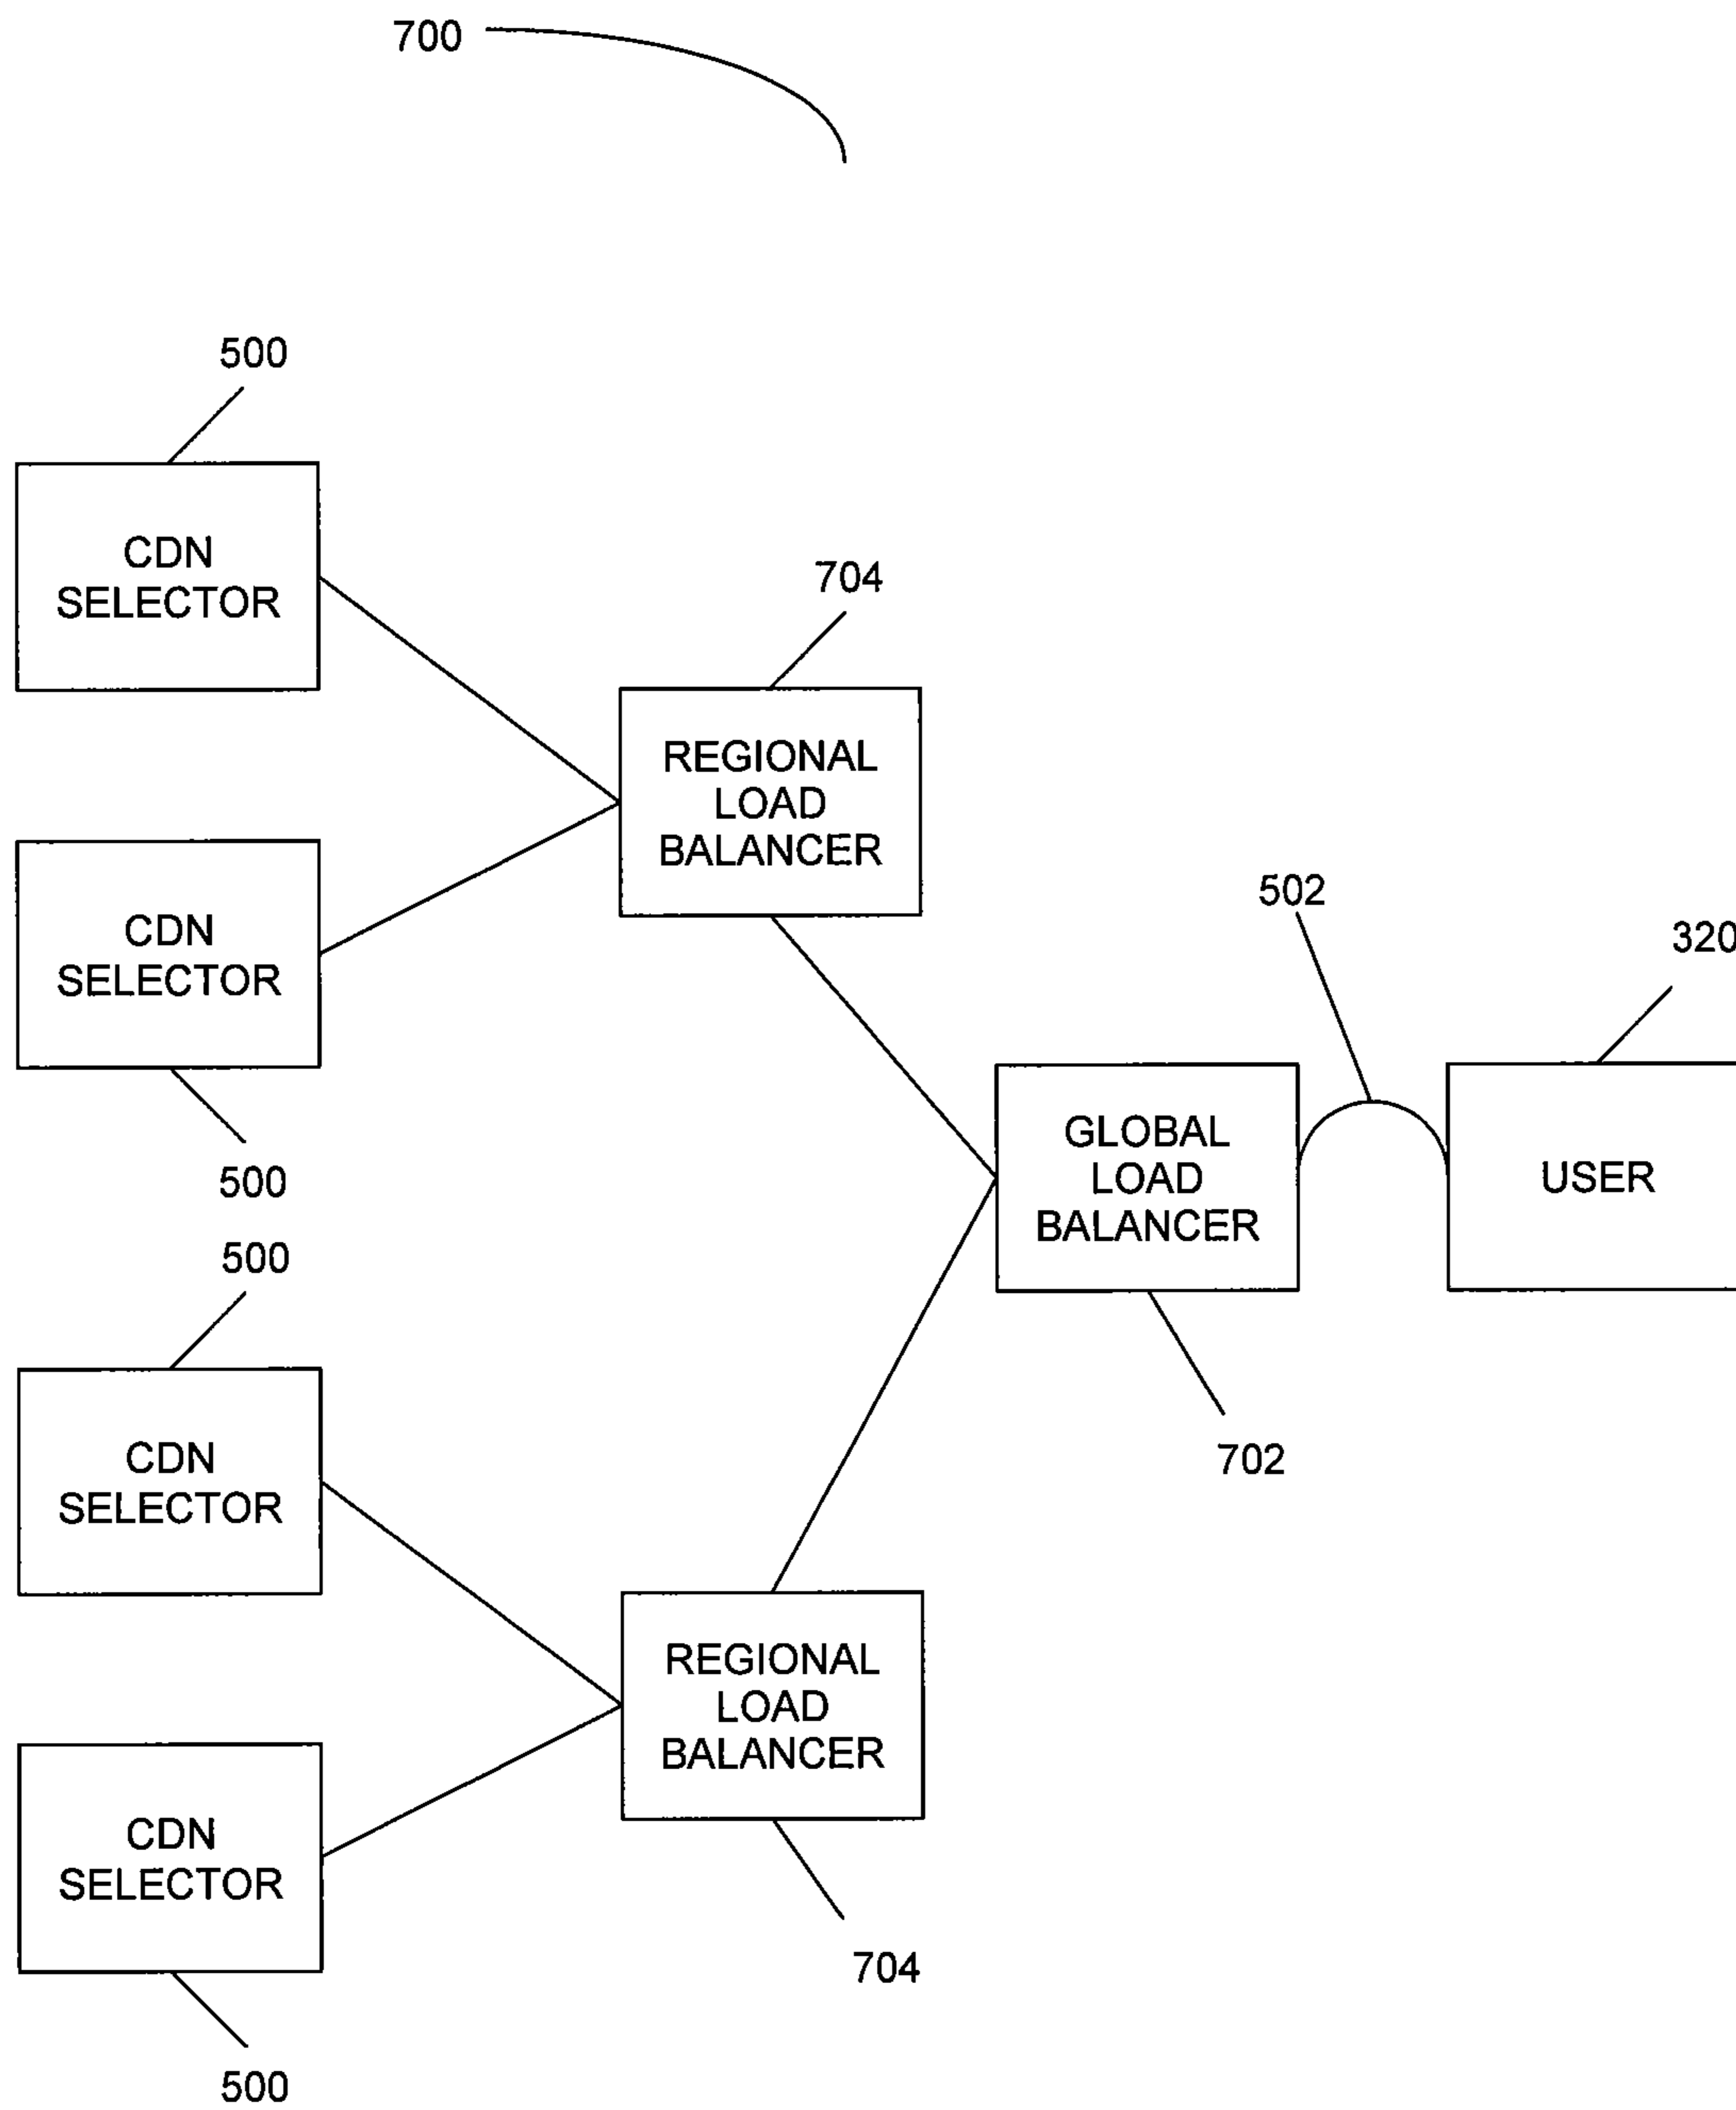 700
500
CDN
SELECTOR
704
REGIONAL
LOAD
BALANCER
CDN
SELECTOR
500
502
320
GLOBAL
LOAD
BALANCER
USER
702
500
CDN
SELECTOR
REGIONAL
LOAD
BALANCER
704
CDN
SELECTOR
500